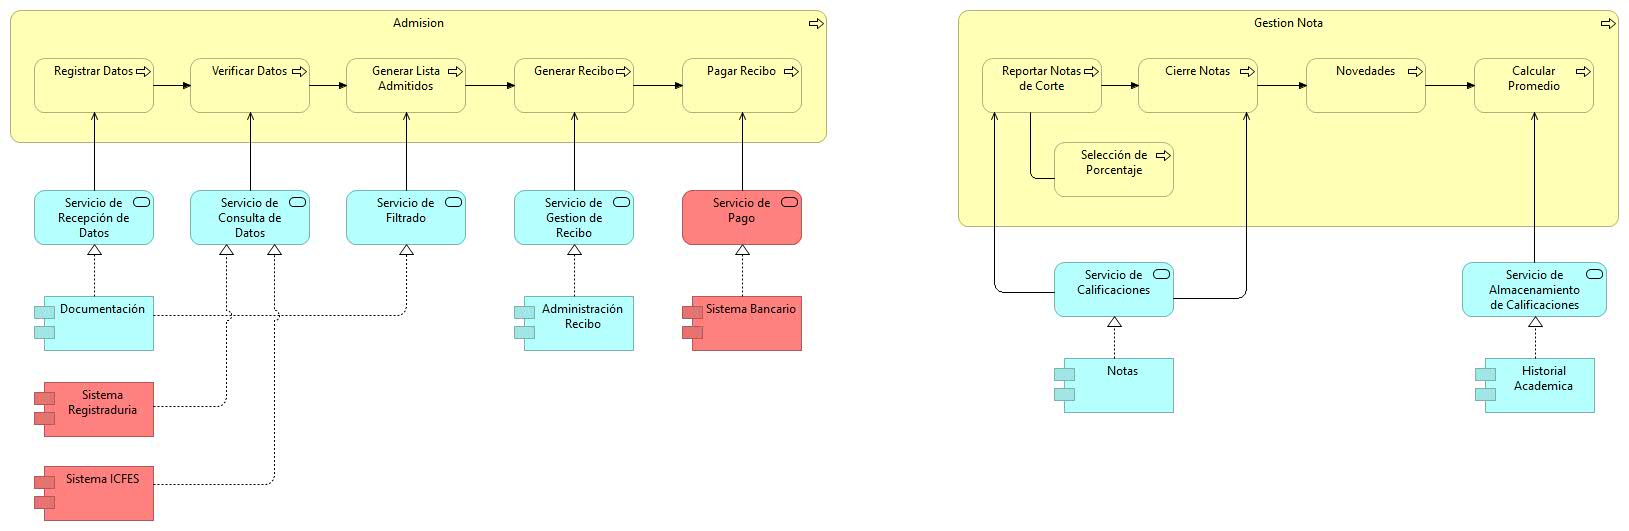 Admision
Registrar Datos
Verificar Datos
Generar Lista
Admitidos
Generar Recibo
Pagar Recibo
Servicio de
Recepción de
Datos
Servicio de
Consulta de
Datos
Servicio de
Filtrado
Servicio de
Gestion de
Recibo
Servicio de
Pago
Documentación
Administración
Recibo
Sistema Bancario
Sistema
Registraduria
Sistema ICFES
Gestion Nota
Reportar Notas
de Corte
Cierre Notas
Novedades
Calcular
Promedio
Selección de
Porcentaje
Servicio de
Calificaciones
Servicio de
Almacenamiento
de Calificaciones
Notas
Historial
Academica